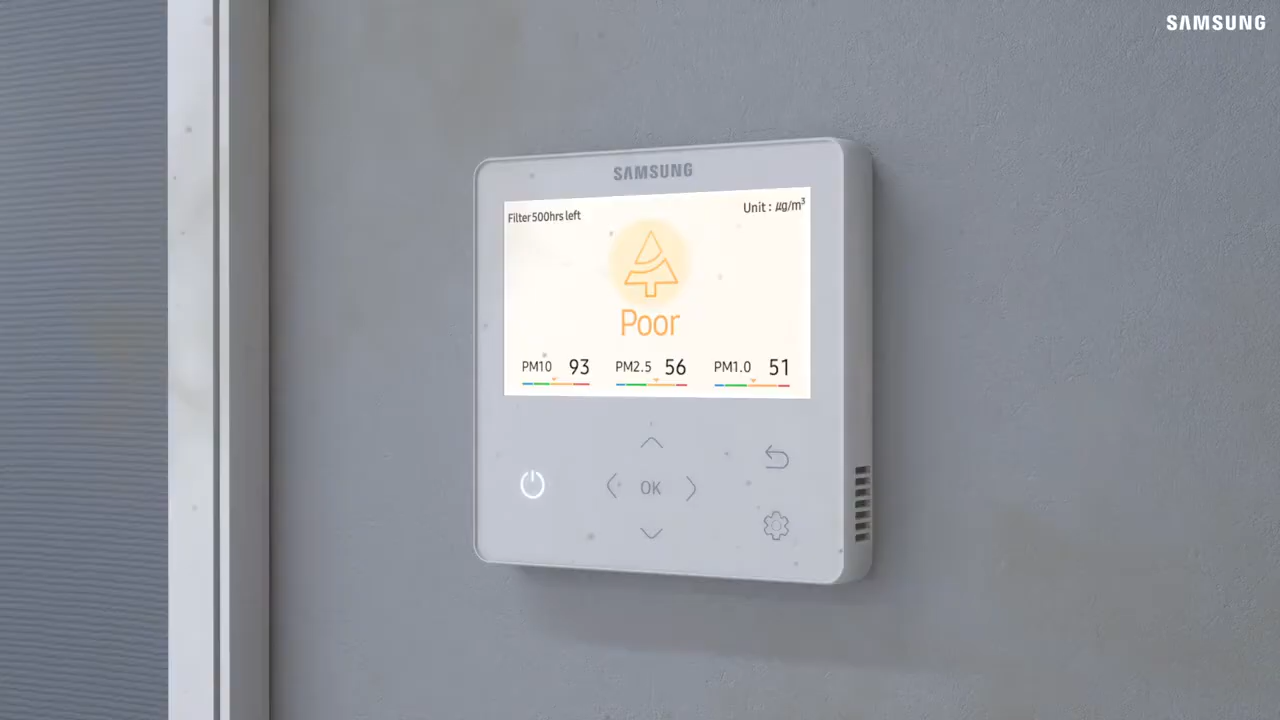 SAMSUNG
SAMSUNG
Filter 500hrs left
Unit : μg/m³
Poor
PM10 93 PM2.5 56 PM1.0 51
OK